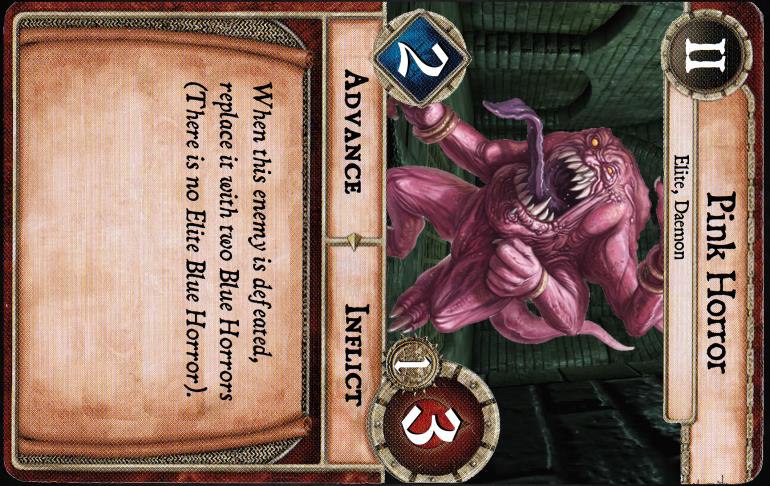 II
Pink Horror
Elite, Daemon
2
1
3
ADVANCE
INFLICT
When this enemy is defeated,
replace it with two Blue Horrors
(There is no Elite Blue Horror).